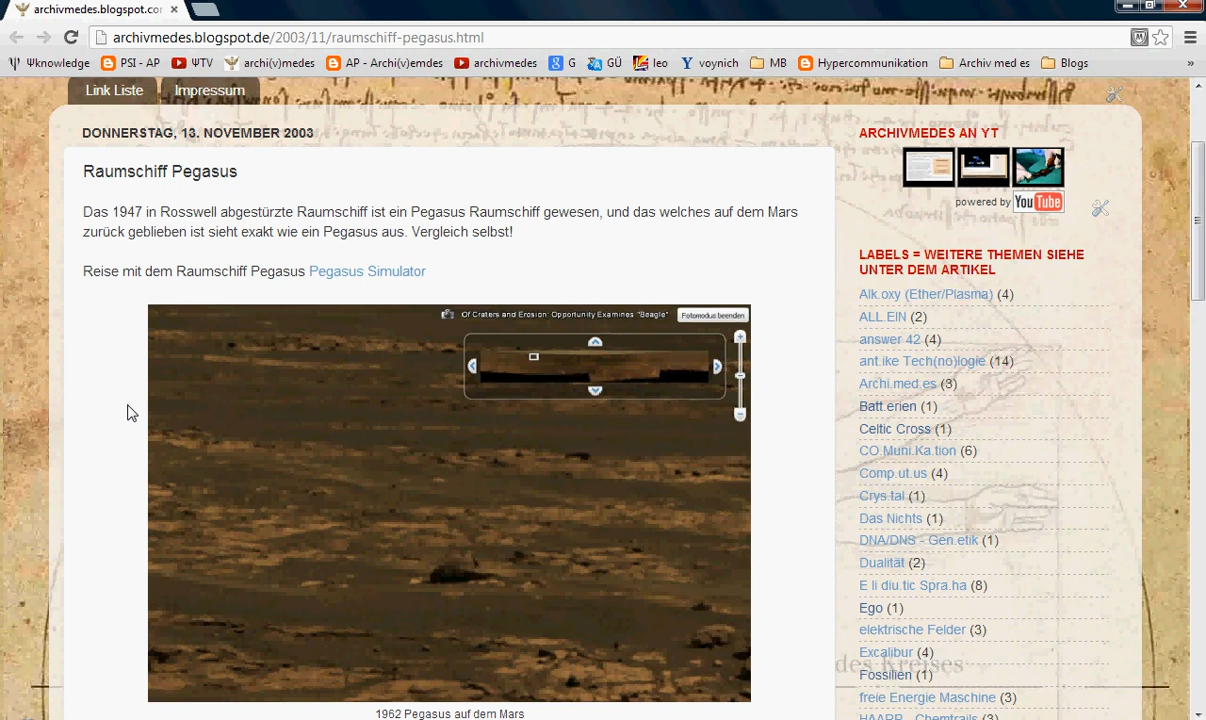 archivmedes.blogspot.cor
archivmedes.blogspot.de/2003/11/raumschiff-pegasus.html
Ψknowledge PSI - AP ΨTV archi(v)medes AP - Archi(v)emdes archivmedes G GÜ leo voynich MB Hypercommunikation Archiv med es Blogs »
Link Liste Impressum
DONNERSTAG, 13. NOVEMBER 2003
Raumschiff Pegasus
Das 1947 in Rosswell abgestürzte Raumschiff ist ein Pegasus Raumschiff gewesen, und das welches auf dem Mars
zurück geblieben ist sieht exakt wie ein Pegasus aus. Vergleich selbst!
Reise mit dem Raumschiff Pegasus Pegasus Simulator
Of Craters and Erosion: Opportunity Examines "Beagle" Fotomodus beenden
1962 Pegasus auf dem Mars
ARCHIVMEDES AN YT
powered by YouTube
LABELS = WEITERE THEMEN SIEHE
UNTER DEM ARTIKEL
Alk.oxy (Ether/Plasma) (4)
ALL.EIN (2)
answer 42 (4)
ant.ike Tech(no)logie (14)
Archi.med.es (3)
Batt.erien (1)
Celtic Cross (1)
CO.Muni.Ka.tion (6)
Comp.ut.us (4)
Crys.tal (1)
Das Nichts (1)
DNA/DNS - Gen.etik (1)
Dualität (2)
E li diu.tic Spra.ha (8)
Ego (1)
elektrische Felder (3)
Excalibur (4)
des Kreises
Fossilien (1)
freie Energie Maschine (3)
HAARP - Chemtrails (3)